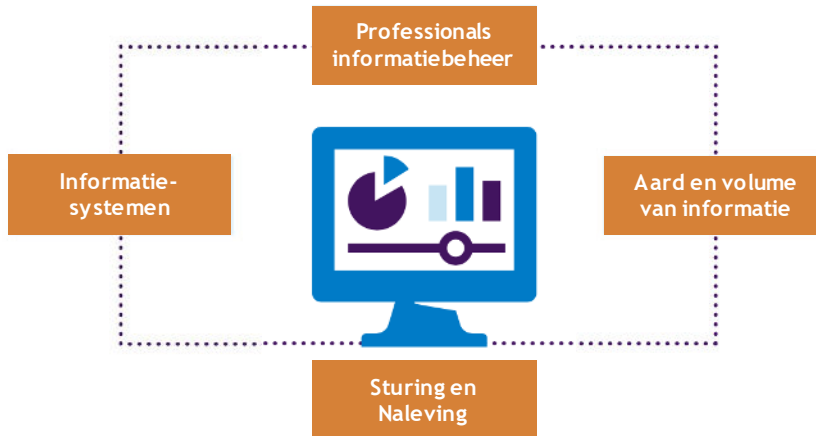 Professionals
informatiebeheer
Informatie-
systemen
Aard en volume
van informatie
Sturing en
Naleving